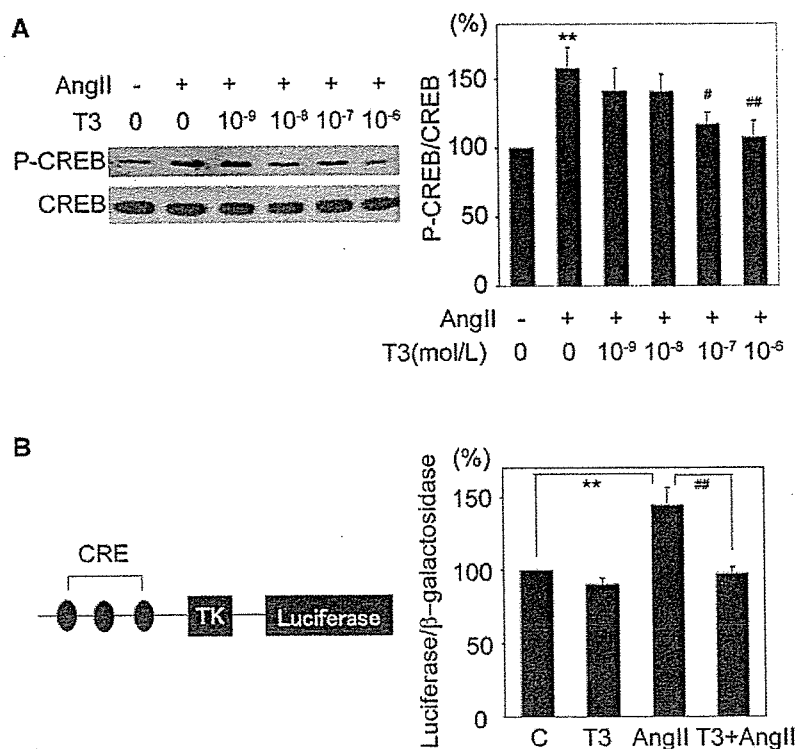 A
AngII - + + + + +
T3 0 0 10⁻⁹ 10⁻⁸ 10⁻⁷ 10⁻⁶
P-CREB
CREB
(%)
P-CREB/CREB
150
100
50
0
**
#
##
AngII - + + + + +
T3(mol/L) 0 0 10⁻⁹ 10⁻⁸ 10⁻⁷ 10⁻⁶
B
CRE
TK
Luciferase
(%)
Luciferase/β-galactosidase
150
100
50
0
**
##
C T3 AngII T3+AngII